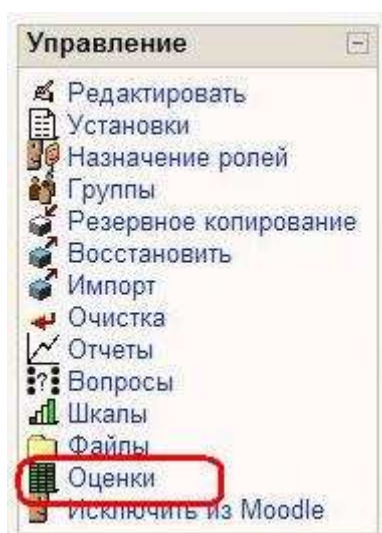 Управление
Редактировать
Установки
Назначение ролей
Группы
Резервное копирование
Восстановить
Импорт
Очистка
Отчеты
Вопросы
Шкалы
Файлы
Оценки
Исключить из Moodle